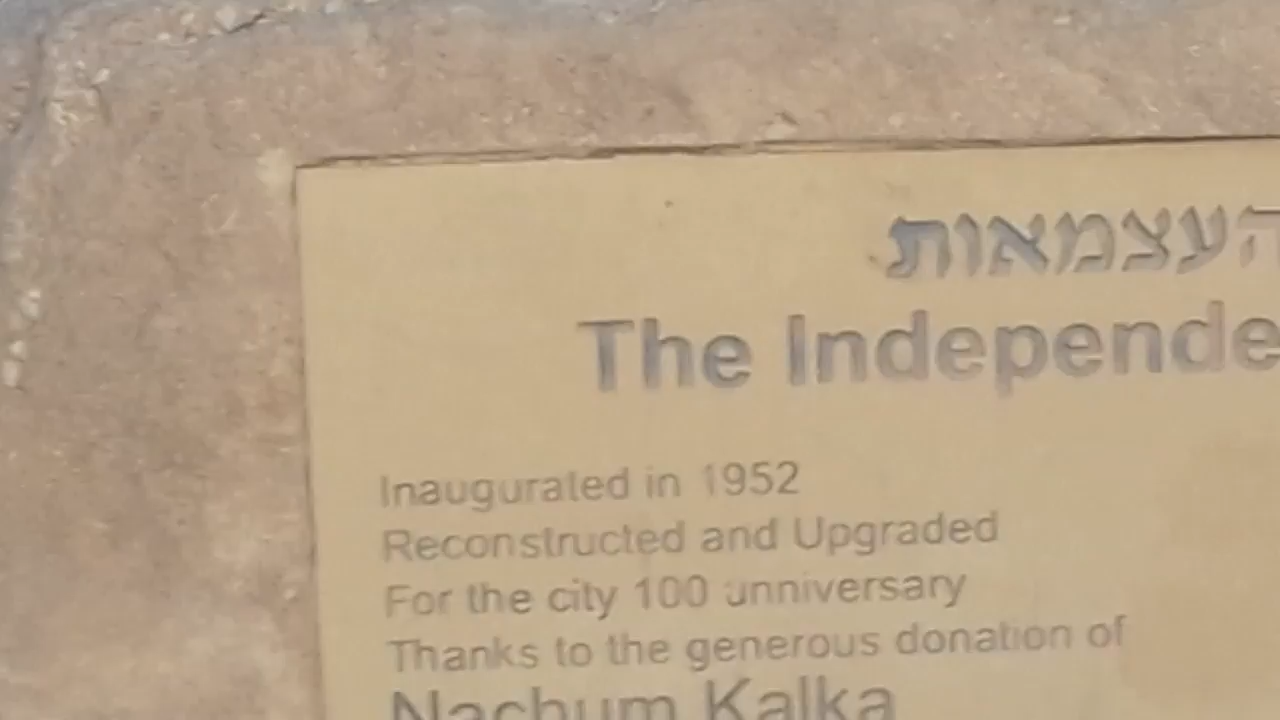 העצמאות
The Independe
Inaugurated in 1952
Reconstructed and Upgraded
For the city 100 unniversary
Thanks to the generous donation of
Nachum Kalka